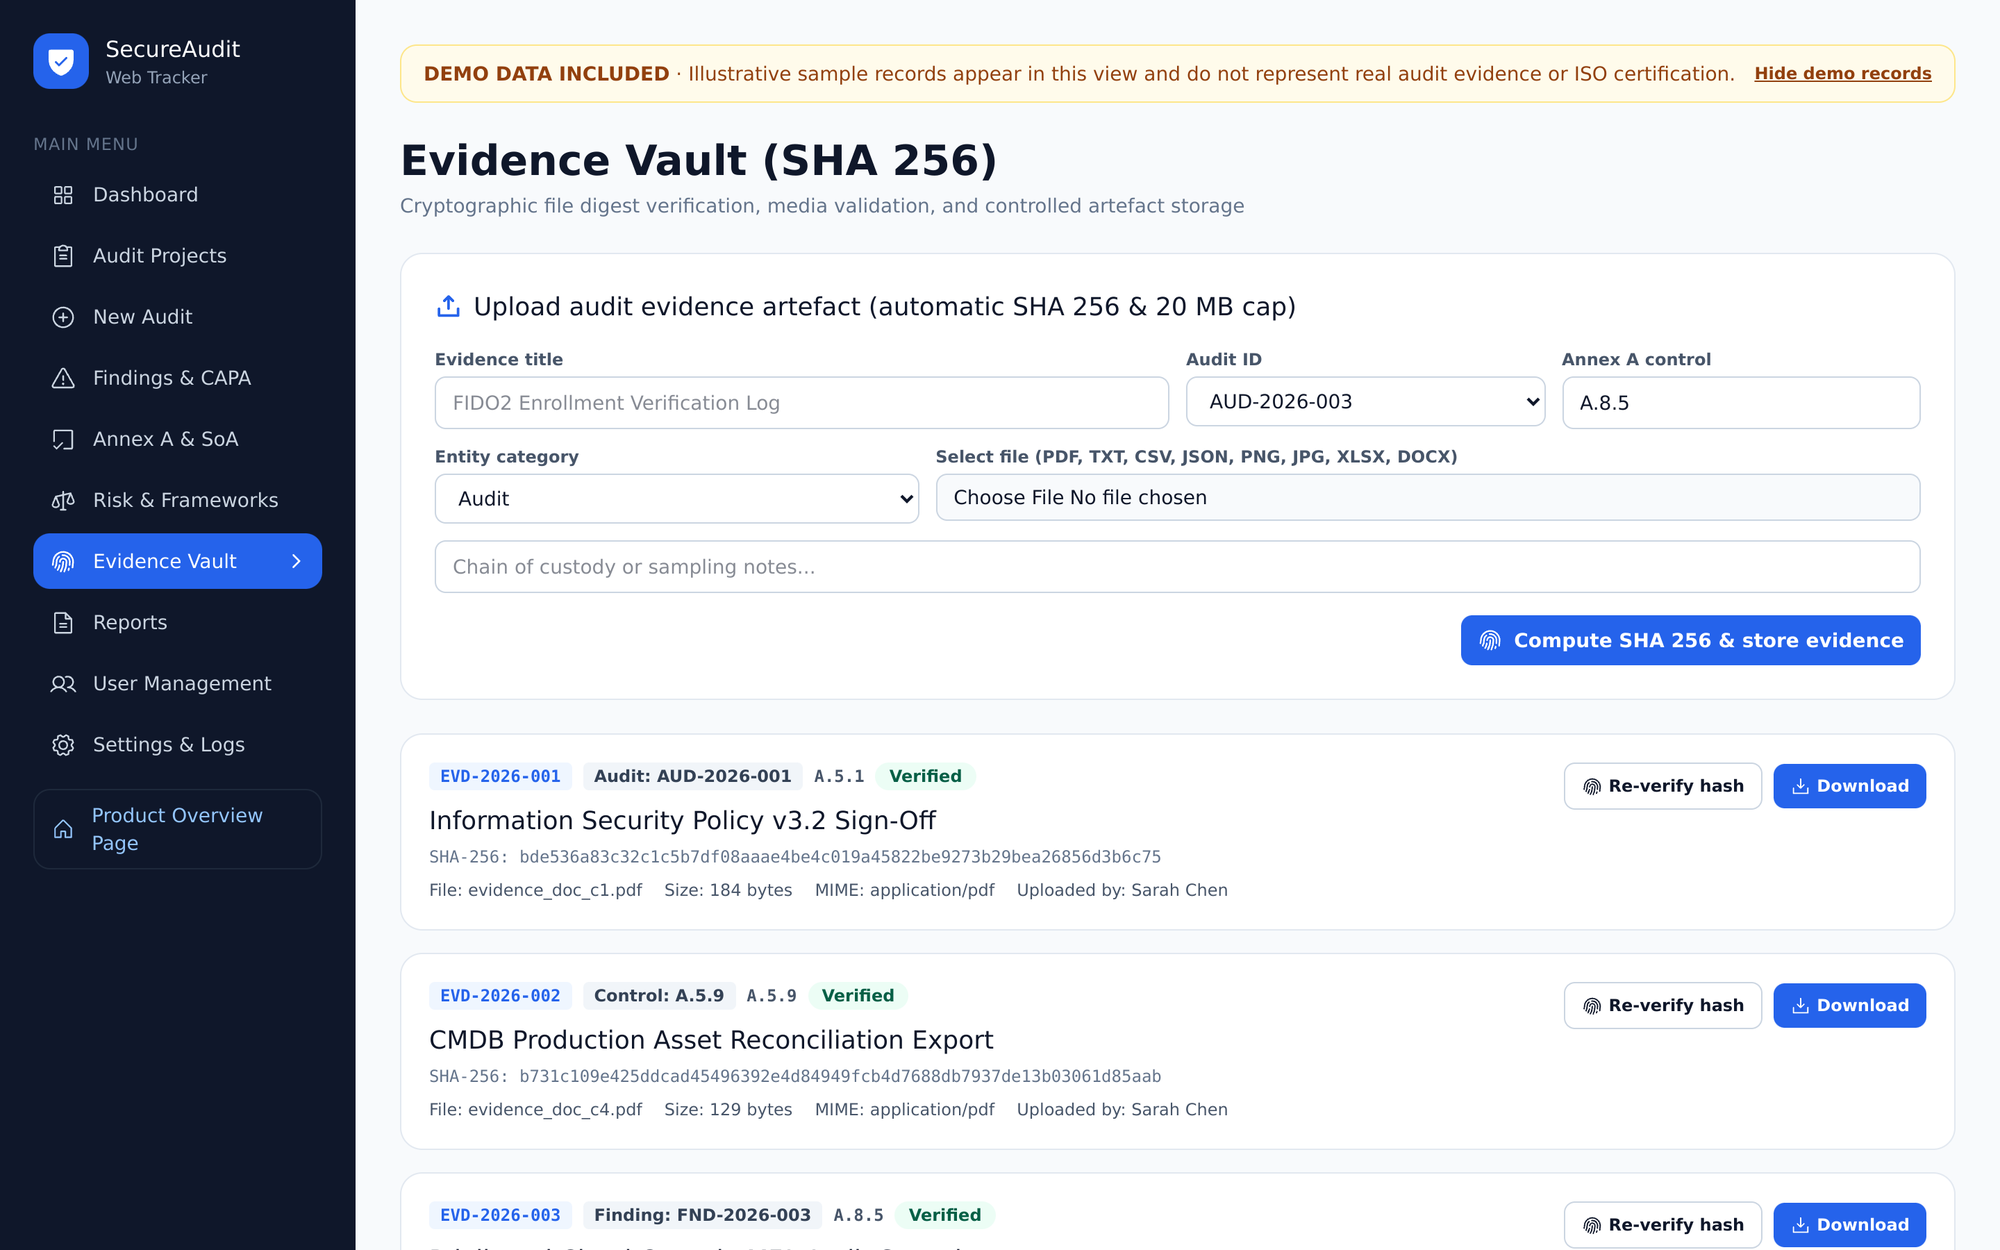 SecureAudit
Web Tracker
MAIN MENU
Dashboard
Audit Projects
New Audit
Findings & CAPA
Annex A & SoA
Risk & Frameworks
Evidence Vault
Reports
User Management
Settings & Logs
Product Overview
Page
DEMO DATA INCLUDED · Illustrative sample records appear in this view and do not represent real audit evidence or ISO certification. Hide demo records
Evidence Vault (SHA 256)
Cryptographic file digest verification, media validation, and controlled artefact storage
Upload audit evidence artefact (automatic SHA 256 & 20 MB cap)
Evidence title Audit ID Annex A control
FIDO2 Enrollment Verification Log AUD-2026-003 A.8.5
Entity category Select file (PDF, TXT, CSV, JSON, PNG, JPG, XLSX, DOCX)
Audit Choose File No file chosen
Chain of custody or sampling notes...
Compute SHA 256 & store evidence
EVD-2026-001 Audit: AUD-2026-001 A.5.1 Verified Re-verify hash Download
Information Security Policy v3.2 Sign-Off
SHA-256: bde536a83c32c1c5b7df08aaae4be4c019a45822be9273b29bea26856d3b6c75
File: evidence_doc_c1.pdf Size: 184 bytes MIME: application/pdf Uploaded by: Sarah Chen
EVD-2026-002 Control: A.5.9 A.5.9 Verified Re-verify hash Download
CMDB Production Asset Reconciliation Export
SHA-256: b731c109e425ddcad45496392e4d84949fcb4d7688db7937de13b03061d85aab
File: evidence_doc_c4.pdf Size: 129 bytes MIME: application/pdf Uploaded by: Sarah Chen
EVD-2026-003 Finding: FND-2026-003 A.8.5 Verified Re-verify hash Download